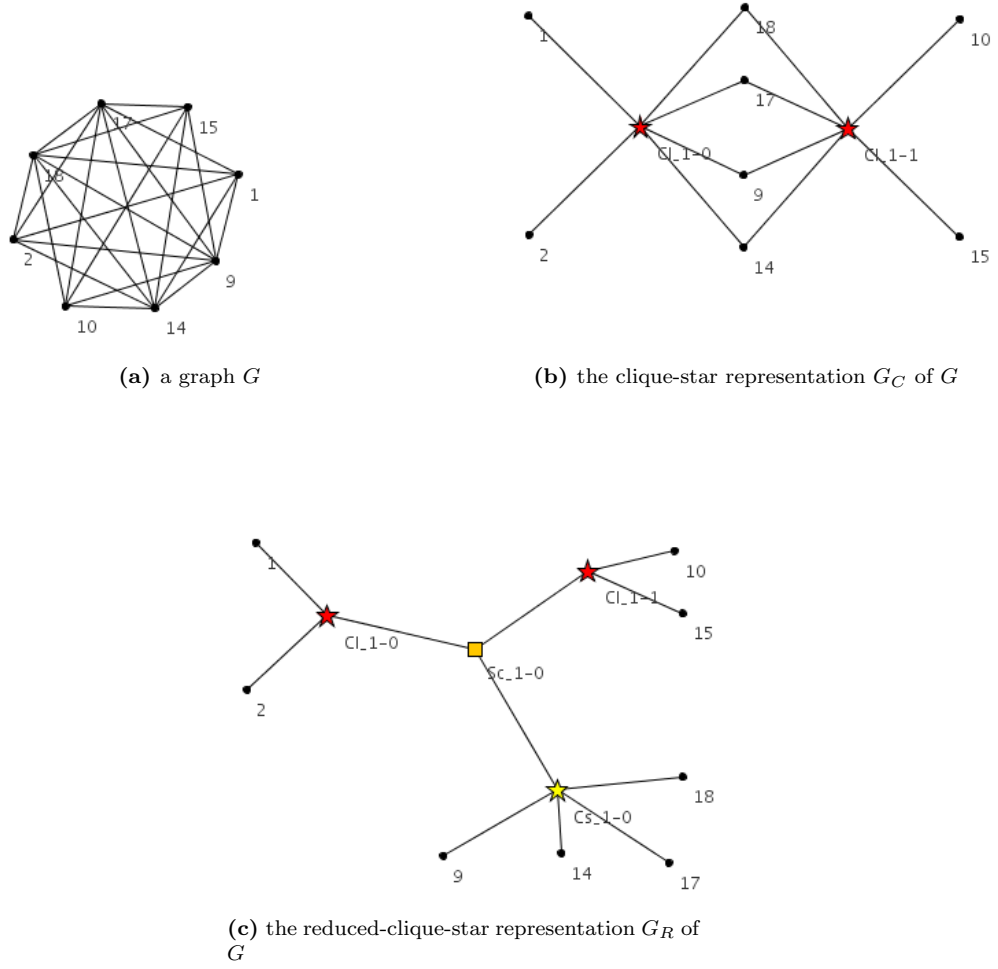 17
15
18
1
2
9
10
14
(a) a graph G
1
18
10
17
Cl_1-0
Cl_1-1
9
2
14
15
(b) the clique-star representation G_C of G
1
10
Cl_1-1
15
Cl_1-0
2
Sc_1-0
18
Cs_1-0
9
14
17
(c) the reduced-clique-star representation G_R of
G